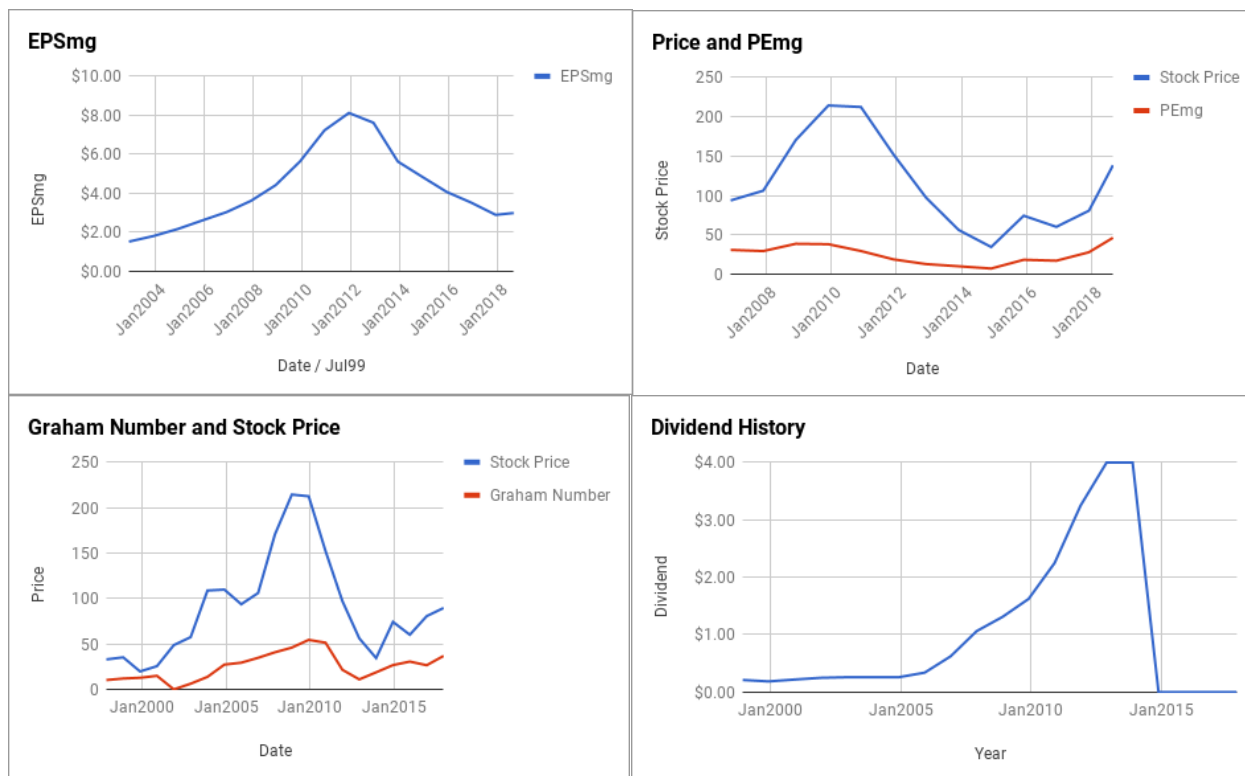 EPSmg
$10.00
$8.00
$6.00
$4.00
$2.00
$0.00
EPSmg
EPSmg
Jan2004
Jan2006
Jan2008
Jan2010
Jan2012
Jan2014
Jan2016
Jan2018
Date / Jul99
Price and PEmg
250
200
150
100
50
0
Stock Price
Stock Price
PEmg
Jan2008
Jan2010
Jan2012
Jan2014
Jan2016
Jan2018
Date
Graham Number and Stock Price
250
200
150
100
50
0
Price
Stock Price
Graham Number
Jan2000
Jan2005
Jan2010
Jan2015
Date
Dividend History
$4.00
$3.00
$2.00
$1.00
$0.00
Dividend
Jan2000
Jan2005
Jan2010
Jan2015
Year